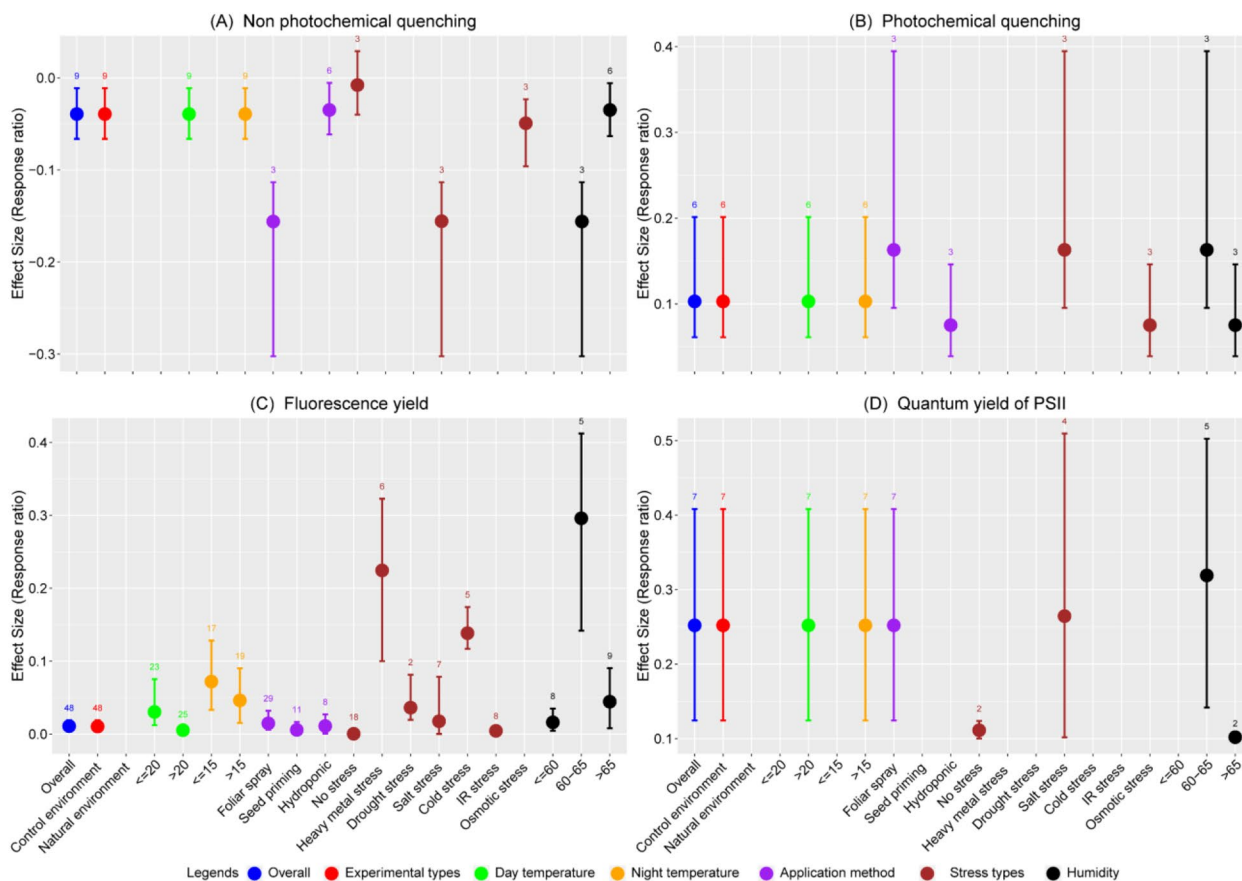 (A) Non photochemical quenching
(B) Photochemical quenching
Effect Size (Response ratio)
0.0
−0.1
−0.2
−0.3
9
9
9
9
3
6
3
3
3
3
6
Effect Size (Response ratio)
0.4
0.3
0.2
0.1
6
6
6
6
3
3
3
3
3
3
(C) Fluorescence yield
(D) Quantum yield of PSII
Effect Size (Response ratio)
0.4
0.3
0.2
0.1
0.0
48
48
23
25
17
19
29
11
8
18
6
2
7
5
8
8
5
9
Overall
Control environment
Natural environment
<=20
>20
<=15
>15
Foliar spray
Seed priming
Hydroponic
No stress
Heavy metal stress
Drought stress
Salt stress
Cold stress
IR stress
Osmotic stress
<=60
60−65
>65
Effect Size (Response ratio)
0.5
0.4
0.3
0.2
0.1
7
7
7
7
7
2
4
5
2
Overall
Control environment
Natural environment
<=20
>20
<=15
>15
Foliar spray
Seed priming
Hydroponic
No stress
Heavy metal stress
Drought stress
Salt stress
Cold stress
IR stress
Osmotic stress
<=60
60−65
>65
Legends Overall Experimental types Day temperature Night temperature Application method Stress types Humidity